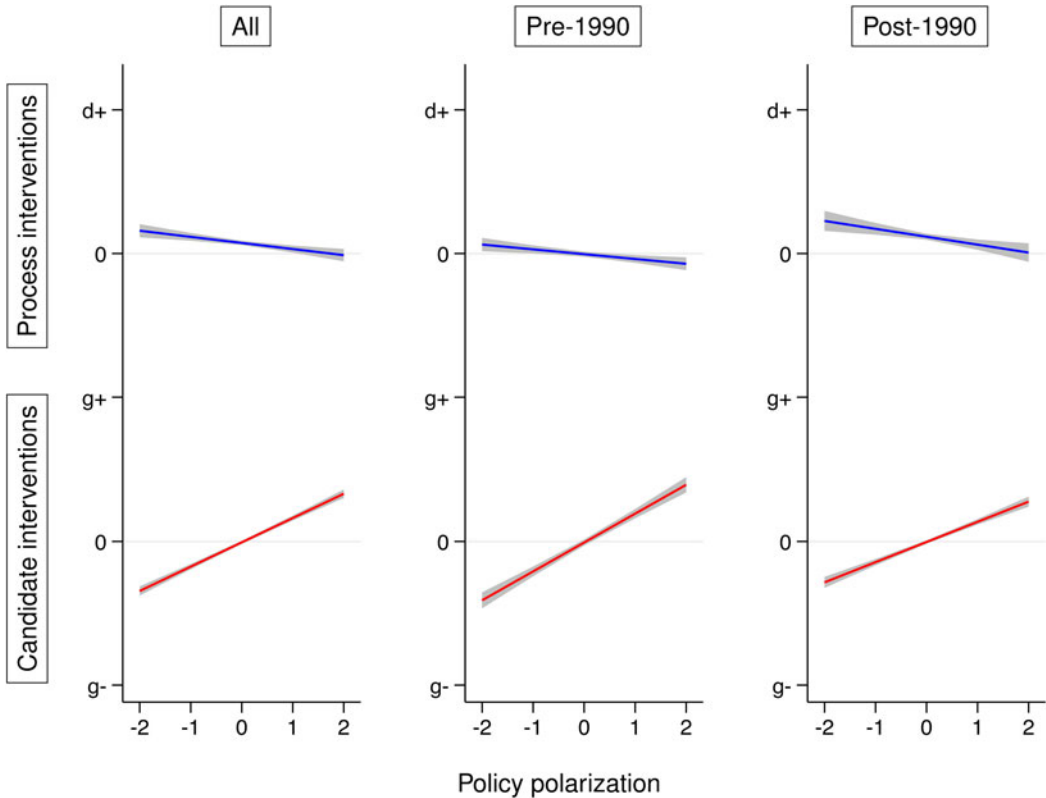 All
Pre-1990
Post-1990
Process interventions
d+
0
d+
0
d+
0
Candidate interventions
g+
0
g-
g+
0
g-
g+
0
g-
-2 -1 0 1 2
-2 -1 0 1 2
-2 -1 0 1 2
Policy polarization